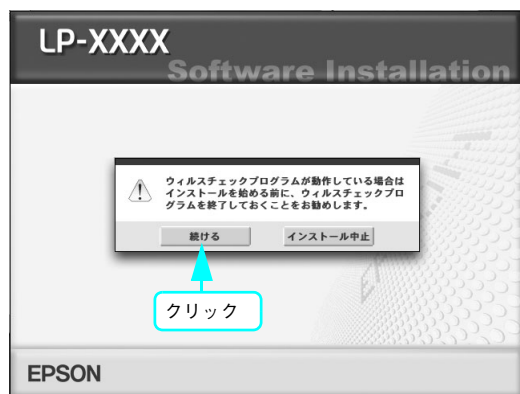 LP-XXXX
Software Installation
ウィルスチェックプログラムが動作している場合は
インストールを始める前に、ウィルスチェックプロ
グラムを終了しておくことをお勧めします。
続ける インストール中止
クリック
EPSON